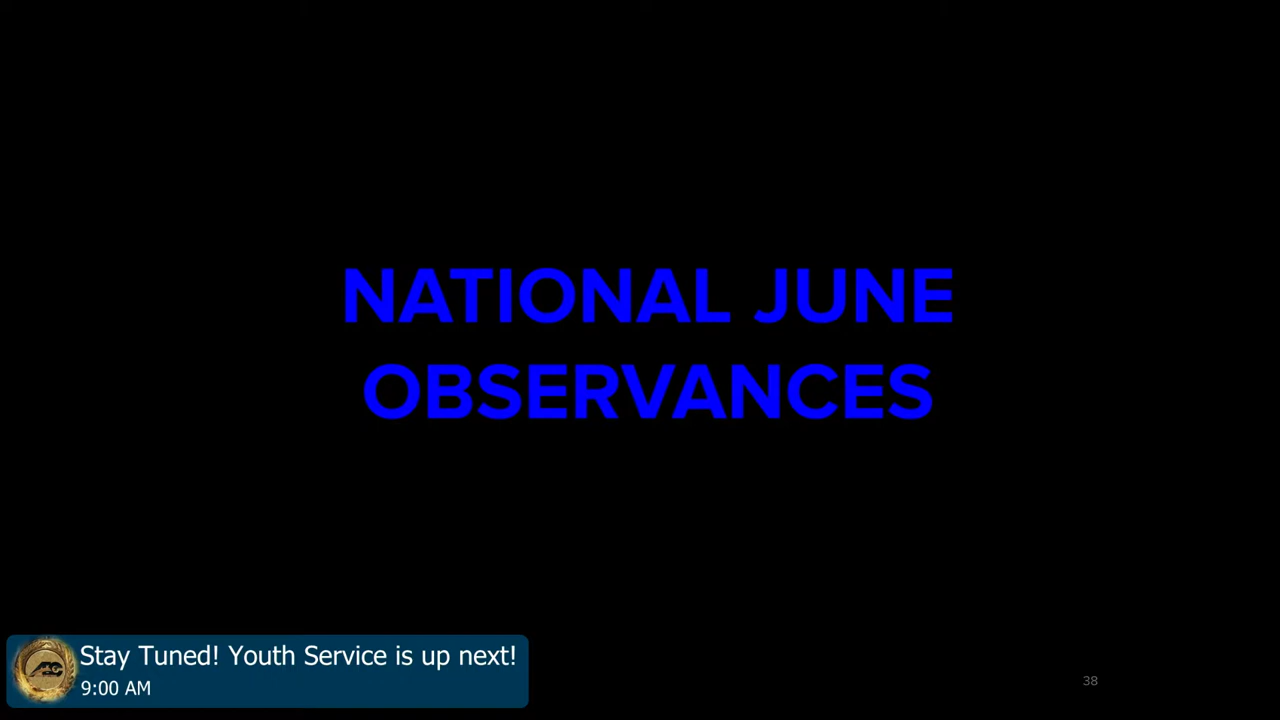 NATIONAL JUNE
OBSERVANCES
Stay Tuned! Youth Service is up next!
9:00 AM
38